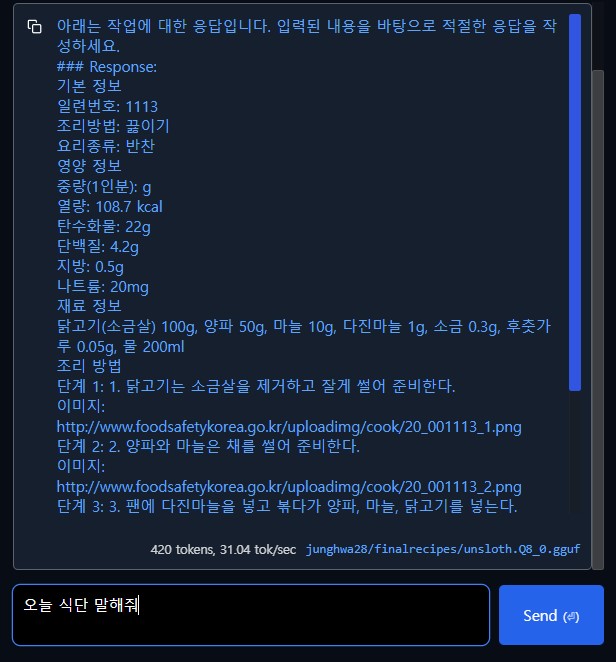 아래는 작업에 대한 응답입니다. 입력된 내용을 바탕으로 적절한 응답을 작
성하세요.
### Response:
기본 정보
일련번호: 1113
조리방법: 끓이기
요리종류: 반찬
영양 정보
중량(1인분): g
열량: 108.7 kcal
탄수화물: 22g
단백질: 4.2g
지방: 0.5g
나트륨: 20mg
재료 정보
닭고기(소금살) 100g, 양파 50g, 마늘 10g, 다진마늘 1g, 소금 0.3g, 후춧가
루 0.05g, 물 200ml
조리 방법
단계 1: 1. 닭고기는 소금살을 제거하고 잘게 썰어 준비한다.
이미지:
http://www.foodsafetykorea.go.kr/uploadimg/cook/20_001113_1.png
단계 2: 2. 양파와 마늘은 채를 썰어 준비한다.
이미지:
http://www.foodsafetykorea.go.kr/uploadimg/cook/20_001113_2.png
단계 3: 3. 팬에 다진마늘을 넣고 볶다가 양파, 마늘, 닭고기를 넣는다.
420 tokens, 31.04 tok/sec junghwa28/finalrecipes/unsloth.Q8_0.gguf
오늘 식단 말해줘
Send (⏎)